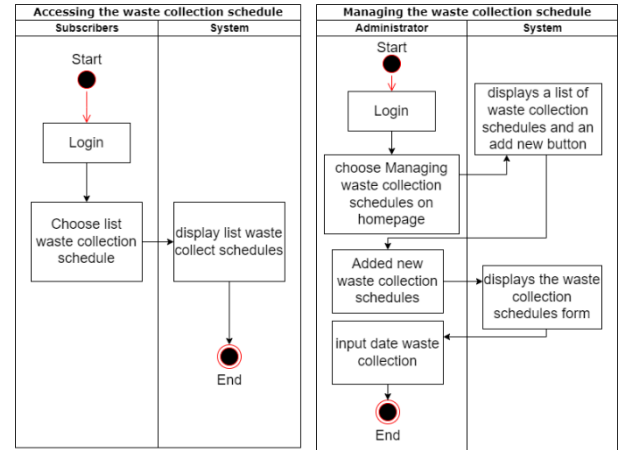 Accessing the waste collection schedule
Subscribers
System
Start
Login
Choose list
waste collection
schedule
display list waste
collect schedules
End
Managing the waste collection schedule
Administrator
System
Start
Login
displays a list of
waste collection
schedules and an
add new button
choose Managing
waste collection
schedules on
homepage
Added new
waste collection
schedules
displays the waste
collection
schedules form
input date waste
collection
End